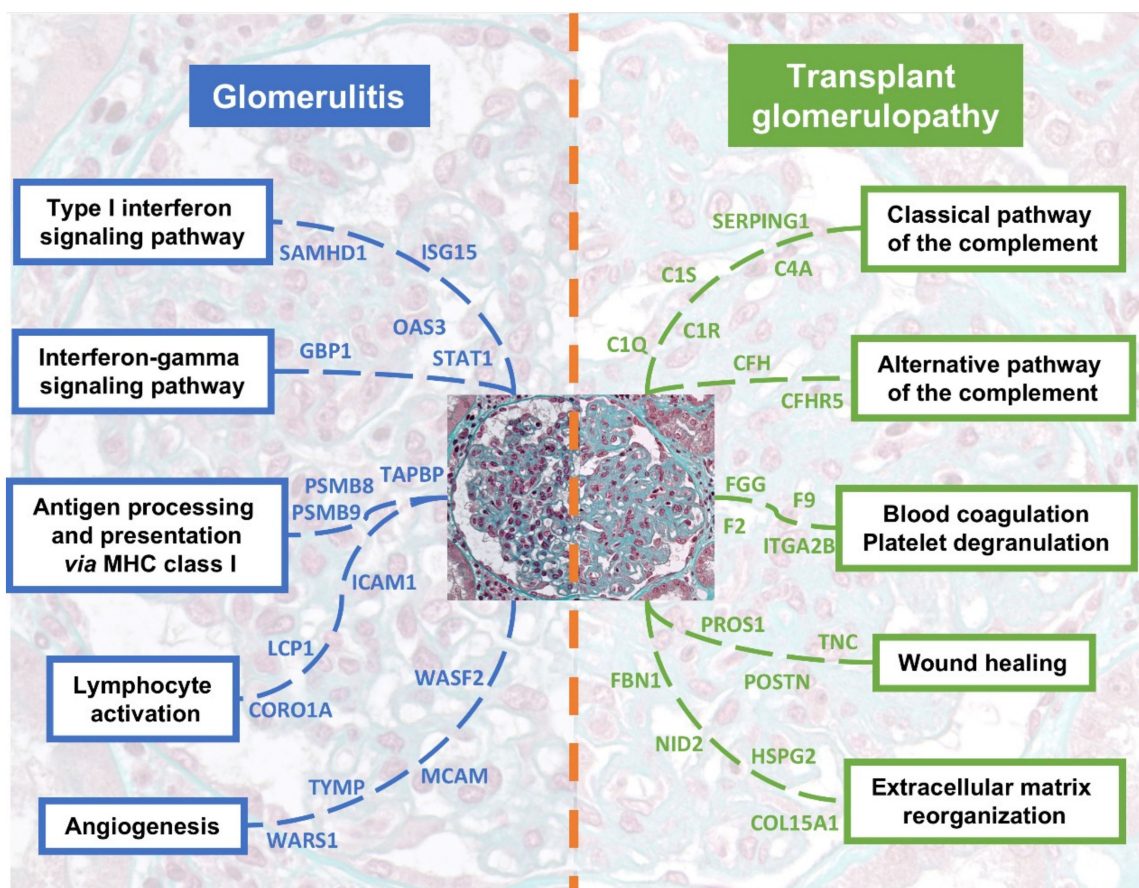 Glomerulitis
Type I interferon
signaling pathway
SAMHD1
ISG15
OAS3
Interferon-gamma
signaling pathway
GBP1
STAT1
Antigen processing
and presentation
via MHC class I
PSMB8
PSMB9
TAPBP
Lymphocyte
activation
ICAM1
LCP1
CORO1A
Angiogenesis
WASF2
MCAM
TYMP
WARS1
Transplant
glomerulopathy
Classical pathway
of the complement
SERPING1
C4A
C1S
C1R
C1Q
Alternative pathway
of the complement
CFH
CFHR5
Blood coagulation
Platelet degranulation
FGG
F9
F2
ITGA2B
Wound healing
PROS1
TNC
POSTN
Extracellular matrix
reorganization
FBN1
NID2
HSPG2
COL15A1